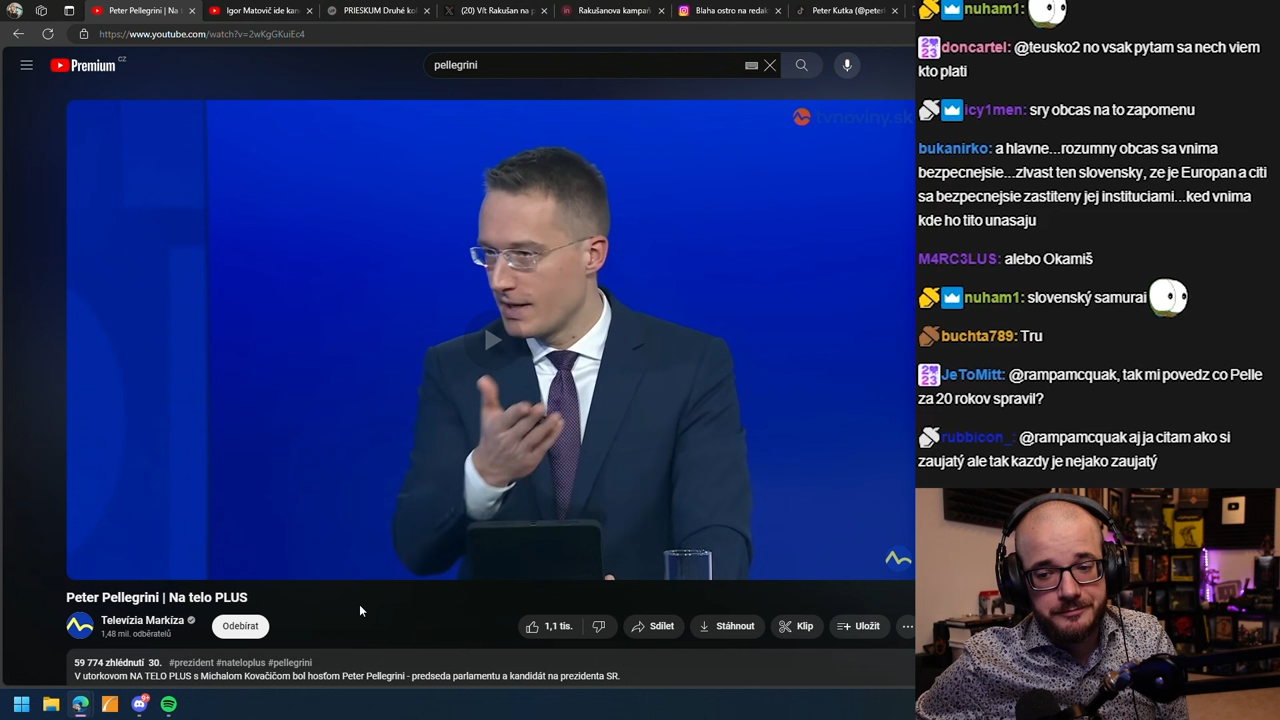 Peter Pellegrini | Na
Igor Matovič ide kan
PRIESKUM Druhé kol
(20) Vít Rakušan na p
Rakušanova kampaň
Bina ostro na redak
Peter Kutka (@peter
https://www.youtube.com/watch?v=2wKgGKuiEc4
Premium CZ
pellegrini
tvnoviny.sk
Peter Pellegrini | Na telo PLUS
Televízia Markíza
1,48 mil. odběratelů
Odebírat
1,1 tis.
Sdílet
Stáhnout
Klip
Uložit
59 774 zhlédnutí 30. #prezident #nateloplus #pellegrini
V utorkovom NA TELO PLUS s Michalom Kovačičom bol hosťom Peter Pellegrini - predseda parlamentu a kandidát na prezidenta SR.
nuham1:
doncartel: @teusko2 no vsak pytam sa nech viem
kto plati
icy1men: sry obcas na to zapomenu
bukanirko: a hlavne...rozumny obcas sa vnima
bezpecnejsie...zlvast ten slovensky, ze je Europan a citi
sa bezpecnejsie zastiteny jej instituciami...ked vnima
kde ho tito unasaju
M4RC3LUS: alebo Okamiš
nuham1: slovenský samurai
buchta789: Tru
JeToMitt: @rampamcquak, tak mi povedz co Pelle
za 20 rokov spravil?
rubbicon_: @rampamcquak aj ja citam ako si
zaujatý ale tak kazdy je nejako zaujatý